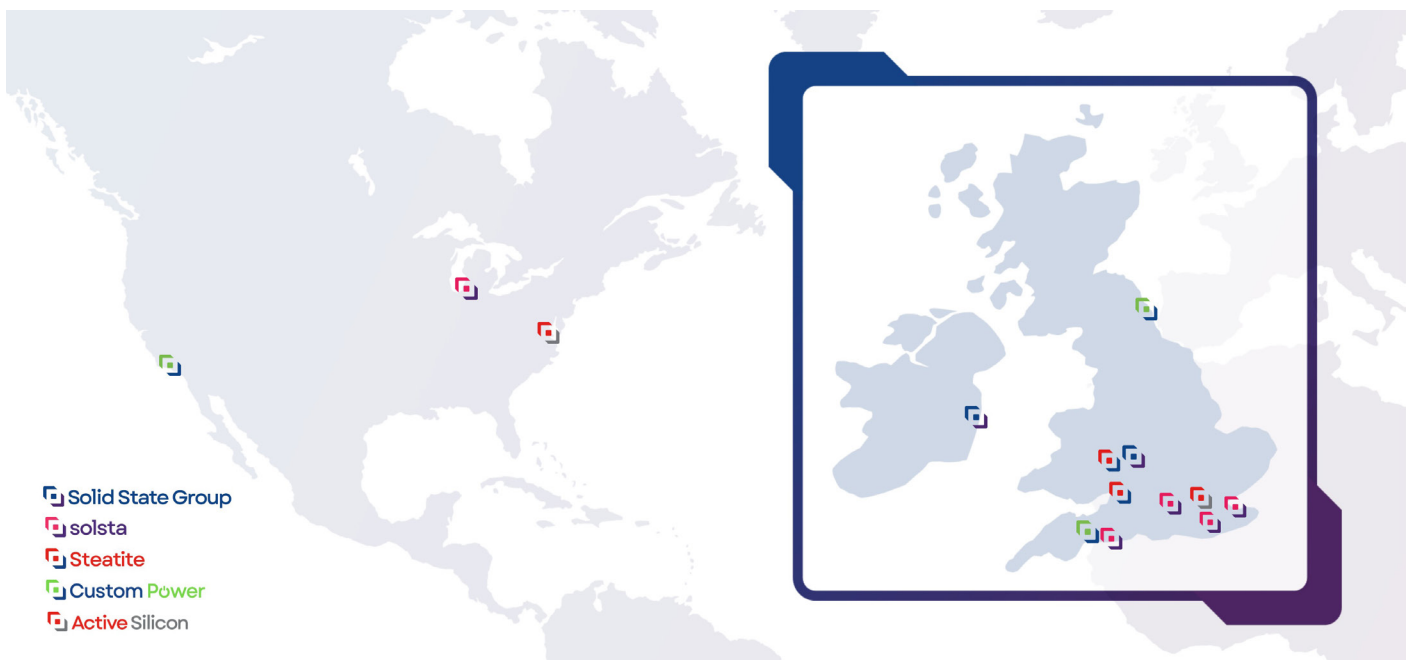 Solid State Group
solsta
Steatite
Custom Power
Active Silicon